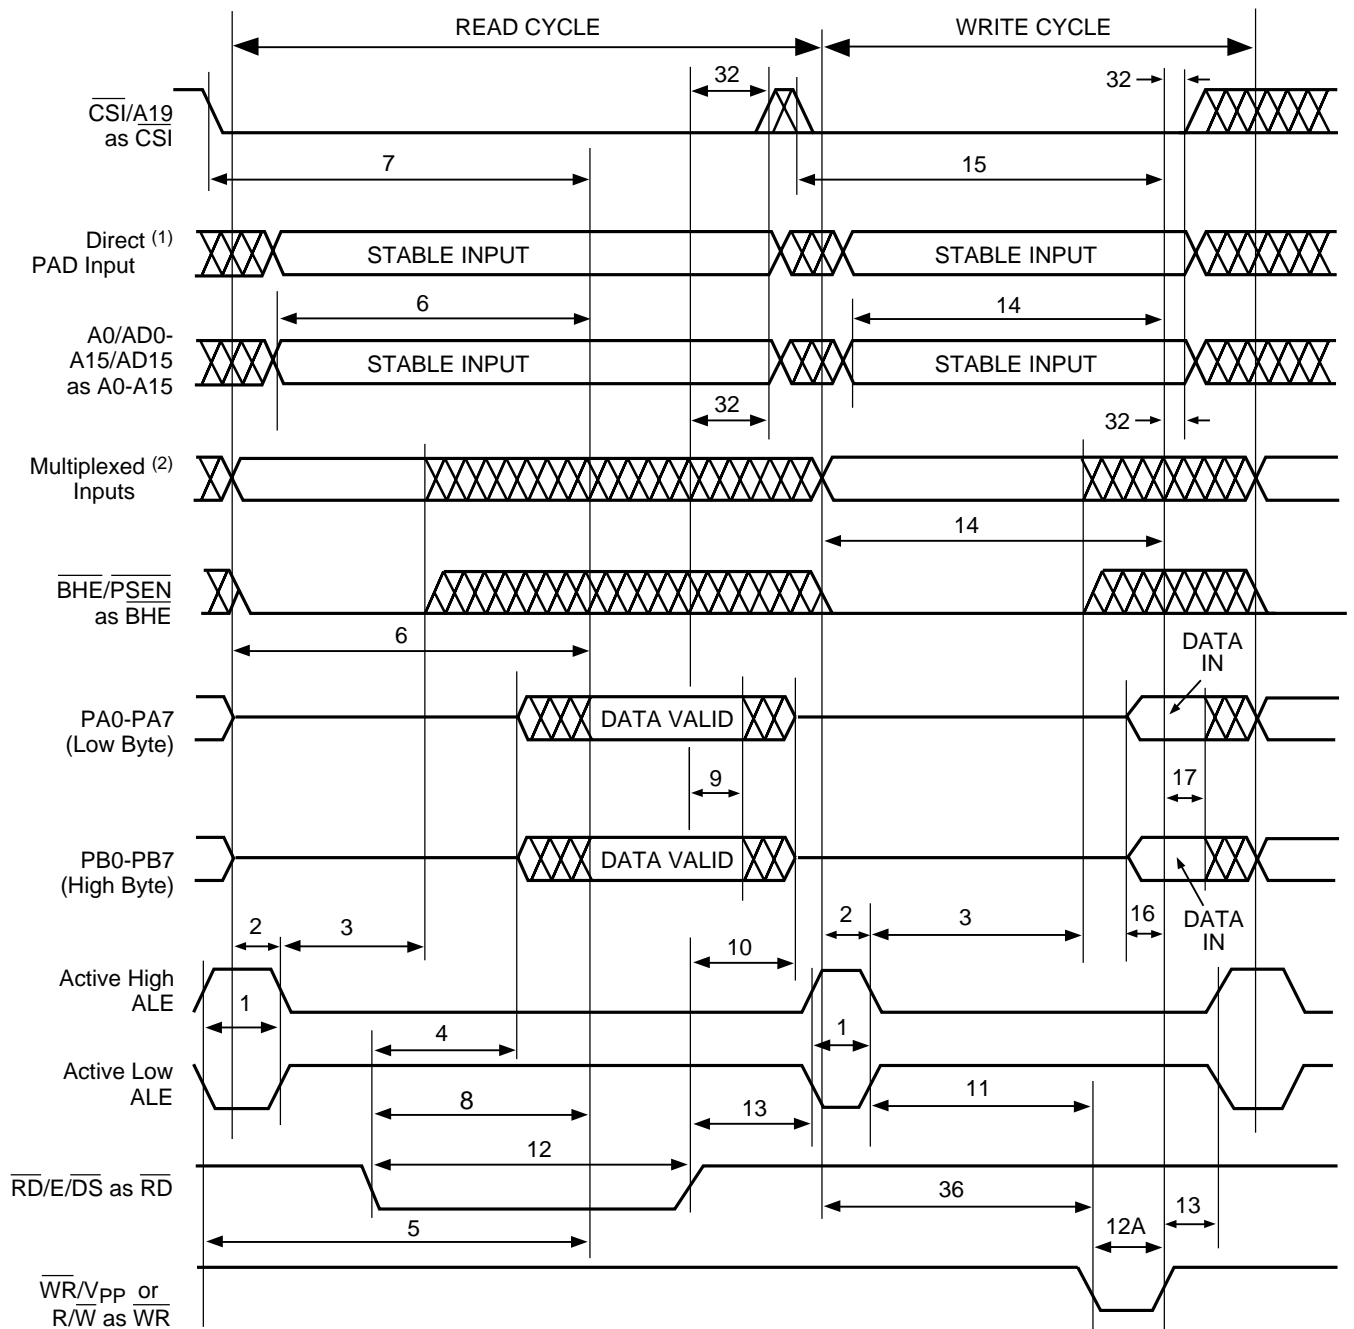 READ CYCLE
WRITE CYCLE
32
32
CSI/A19
as CSI
7
15
Direct (1)
PAD Input
STABLE INPUT
STABLE INPUT
6
14
A0/AD0-
A15/AD15
as A0-A15
STABLE INPUT
STABLE INPUT
32
32
Multiplexed (2)
Inputs
14
BHE/PSEN
as BHE
6
DATA
IN
PA0-PA7
(Low Byte)
DATA VALID
9
17
PB0-PB7
(High Byte)
DATA VALID
2
3
2
3
16
DATA
IN
10
Active High
ALE
1
4
1
Active Low
ALE
8
13
11
12
RD/E/DS as RD
36
13
5
12A
WR/VPP or
R/W as WR